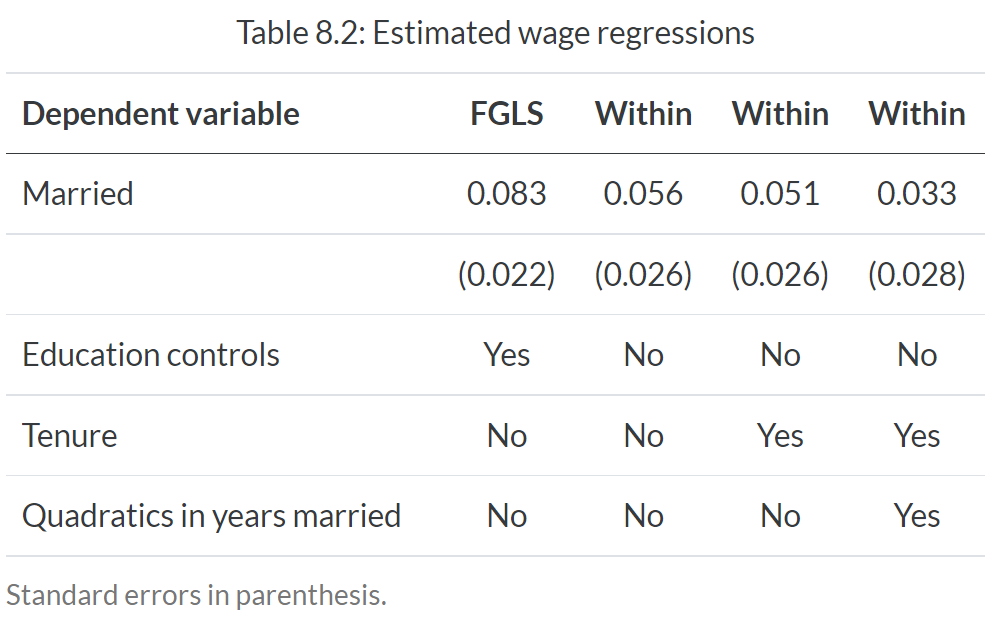 Table 8.2: Estimated wage regressions
Dependent variable FGLS Within Within Within
Married 0.083 0.056 0.051 0.033
(0.022) (0.026) (0.026) (0.028)
Education controls Yes No No No
Tenure No No Yes Yes
Quadratics in years married No No No Yes
Standard errors in parenthesis.